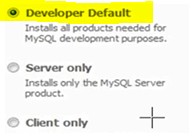 Developer Default
Installs all products needed for
MySQL development purposes.
Server only
Installs only the MySQL Server
product.
Client only